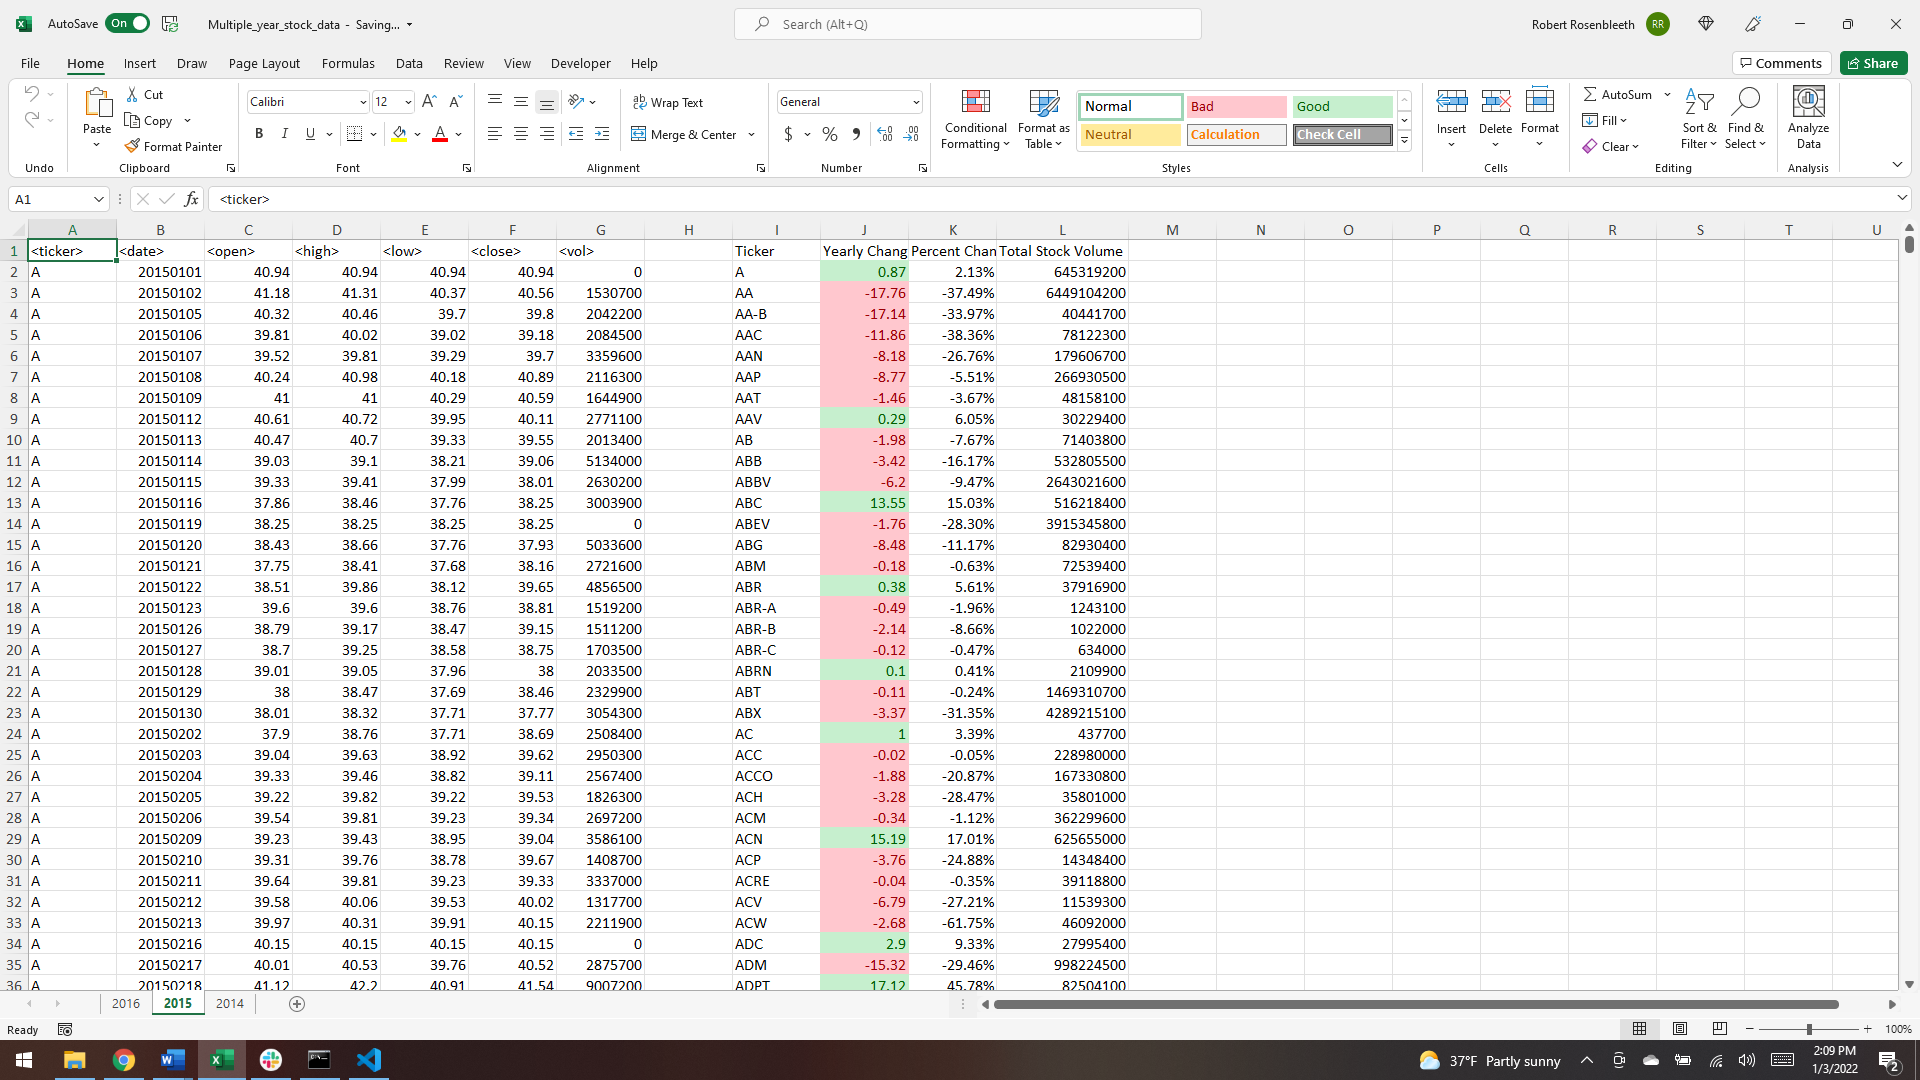 AutoSave On Multiple_year_stock_data - Saving... Search (Alt+Q) Robert Rosenbleeth RR
File Home Insert Draw Page Layout Formulas Data Review View Developer Help Comments Share
Cut Calibri 12 Wrap Text General Normal Bad Good AutoSum
Paste Copy Conditional Formatting Format as Table Neutral Calculation Check Cell Insert Delete Format Fill Sort & Filter Find & Select Analyze Data
Format Painter B I U Merge & Center $ % Clear
Undo Clipboard Font Alignment Number Styles Cells Editing Analysis
A1 fx <ticker>
A B C D E F G H I J K L M N O P Q R S T U
1 <ticker> <date> <open> <high> <low> <close> <vol> Ticker Yearly Chang Percent Chan Total Stock Volume
2 A 20150101 40.94 40.94 40.94 40.94 0 A 0.87 2.13% 645319200
3 A 20150102 41.18 41.31 40.37 40.56 1530700 AA -17.76 -37.49% 6449104200
4 A 20150105 40.32 40.46 39.7 39.8 2042200 AA-B -17.14 -33.97% 40441700
5 A 20150106 39.81 40.02 39.02 39.18 2084500 AAC -11.86 -38.36% 78122300
6 A 20150107 39.52 39.81 39.29 39.7 3359600 AAN -8.18 -26.76% 179606700
7 A 20150108 40.24 40.98 40.18 40.89 2116300 AAP -8.77 -5.51% 266930500
8 A 20150109 41 41 40.29 40.59 1644900 AAT -1.46 -3.67% 48158100
9 A 20150112 40.61 40.72 39.95 40.11 2771100 AAV 0.29 6.05% 30229400
10 A 20150113 40.47 40.7 39.33 39.55 2013400 AB -1.98 -7.67% 71403800
11 A 20150114 39.03 39.1 38.21 39.06 5134000 ABB -3.42 -16.17% 532805500
12 A 20150115 39.33 39.41 37.99 38.01 2630200 ABBV -6.2 -9.47% 2643021600
13 A 20150116 37.86 38.46 37.76 38.25 3003900 ABC 13.55 15.03% 516218400
14 A 20150119 38.25 38.25 38.25 38.25 0 ABEV -1.76 -28.30% 3915345800
15 A 20150120 38.43 38.66 37.76 37.93 5033600 ABG -8.48 -11.17% 82930400
16 A 20150121 37.75 38.41 37.68 38.16 2721600 ABM -0.18 -0.63% 72539400
17 A 20150122 38.51 39.86 38.12 39.65 4856500 ABR 0.38 5.61% 37916900
18 A 20150123 39.6 39.6 38.76 38.81 1519200 ABR-A -0.49 -1.96% 1243100
19 A 20150126 38.79 39.17 38.47 39.15 1511200 ABR-B -2.14 -8.66% 1022000
20 A 20150127 38.7 39.25 38.58 38.75 1703500 ABR-C -0.12 -0.47% 634000
21 A 20150128 39.01 39.05 37.96 38 2033500 ABRN 0.1 0.41% 2109900
22 A 20150129 38 38.47 37.69 38.46 2329900 ABT -0.11 -0.24% 1469310700
23 A 20150130 38.01 38.32 37.71 37.77 3054300 ABX -3.37 -31.35% 4289215100
24 A 20150202 37.9 38.76 37.71 38.69 2508400 AC 1 3.39% 437700
25 A 20150203 39.04 39.63 38.92 39.62 2950300 ACC -0.02 -0.05% 228980000
26 A 20150204 39.33 39.46 38.82 39.11 2567400 ACCO -1.88 -20.87% 167330800
27 A 20150205 39.22 39.82 39.22 39.53 1826300 ACH -3.28 -28.47% 35801000
28 A 20150206 39.54 39.81 39.23 39.34 2697200 ACM -0.34 -1.12% 362299600
29 A 20150209 39.23 39.43 38.95 39.04 3586100 ACN 15.19 17.01% 625655000
30 A 20150210 39.31 39.76 38.78 39.67 1408700 ACP -3.76 -24.88% 14348400
31 A 20150211 39.64 39.81 39.23 39.33 3337000 ACRE -0.04 -0.35% 39118800
32 A 20150212 39.58 40.06 39.53 40.02 1317700 ACV -6.79 -27.21% 11539300
33 A 20150213 39.97 40.31 39.91 40.15 2211900 ACW -2.68 -61.75% 46092000
34 A 20150216 40.15 40.15 40.15 40.15 0 ADC 2.9 9.33% 27995400
35 A 20150217 40.01 40.53 39.76 40.52 2875700 ADM -15.32 -29.46% 998224500
36 A 20150218 41.12 42.2 40.91 41.54 9007200 ADPT 17.12 45.78% 82504100
2016 2015 2014
Ready 100%
37°F Partly sunny 2:09 PM
1/3/2022 2